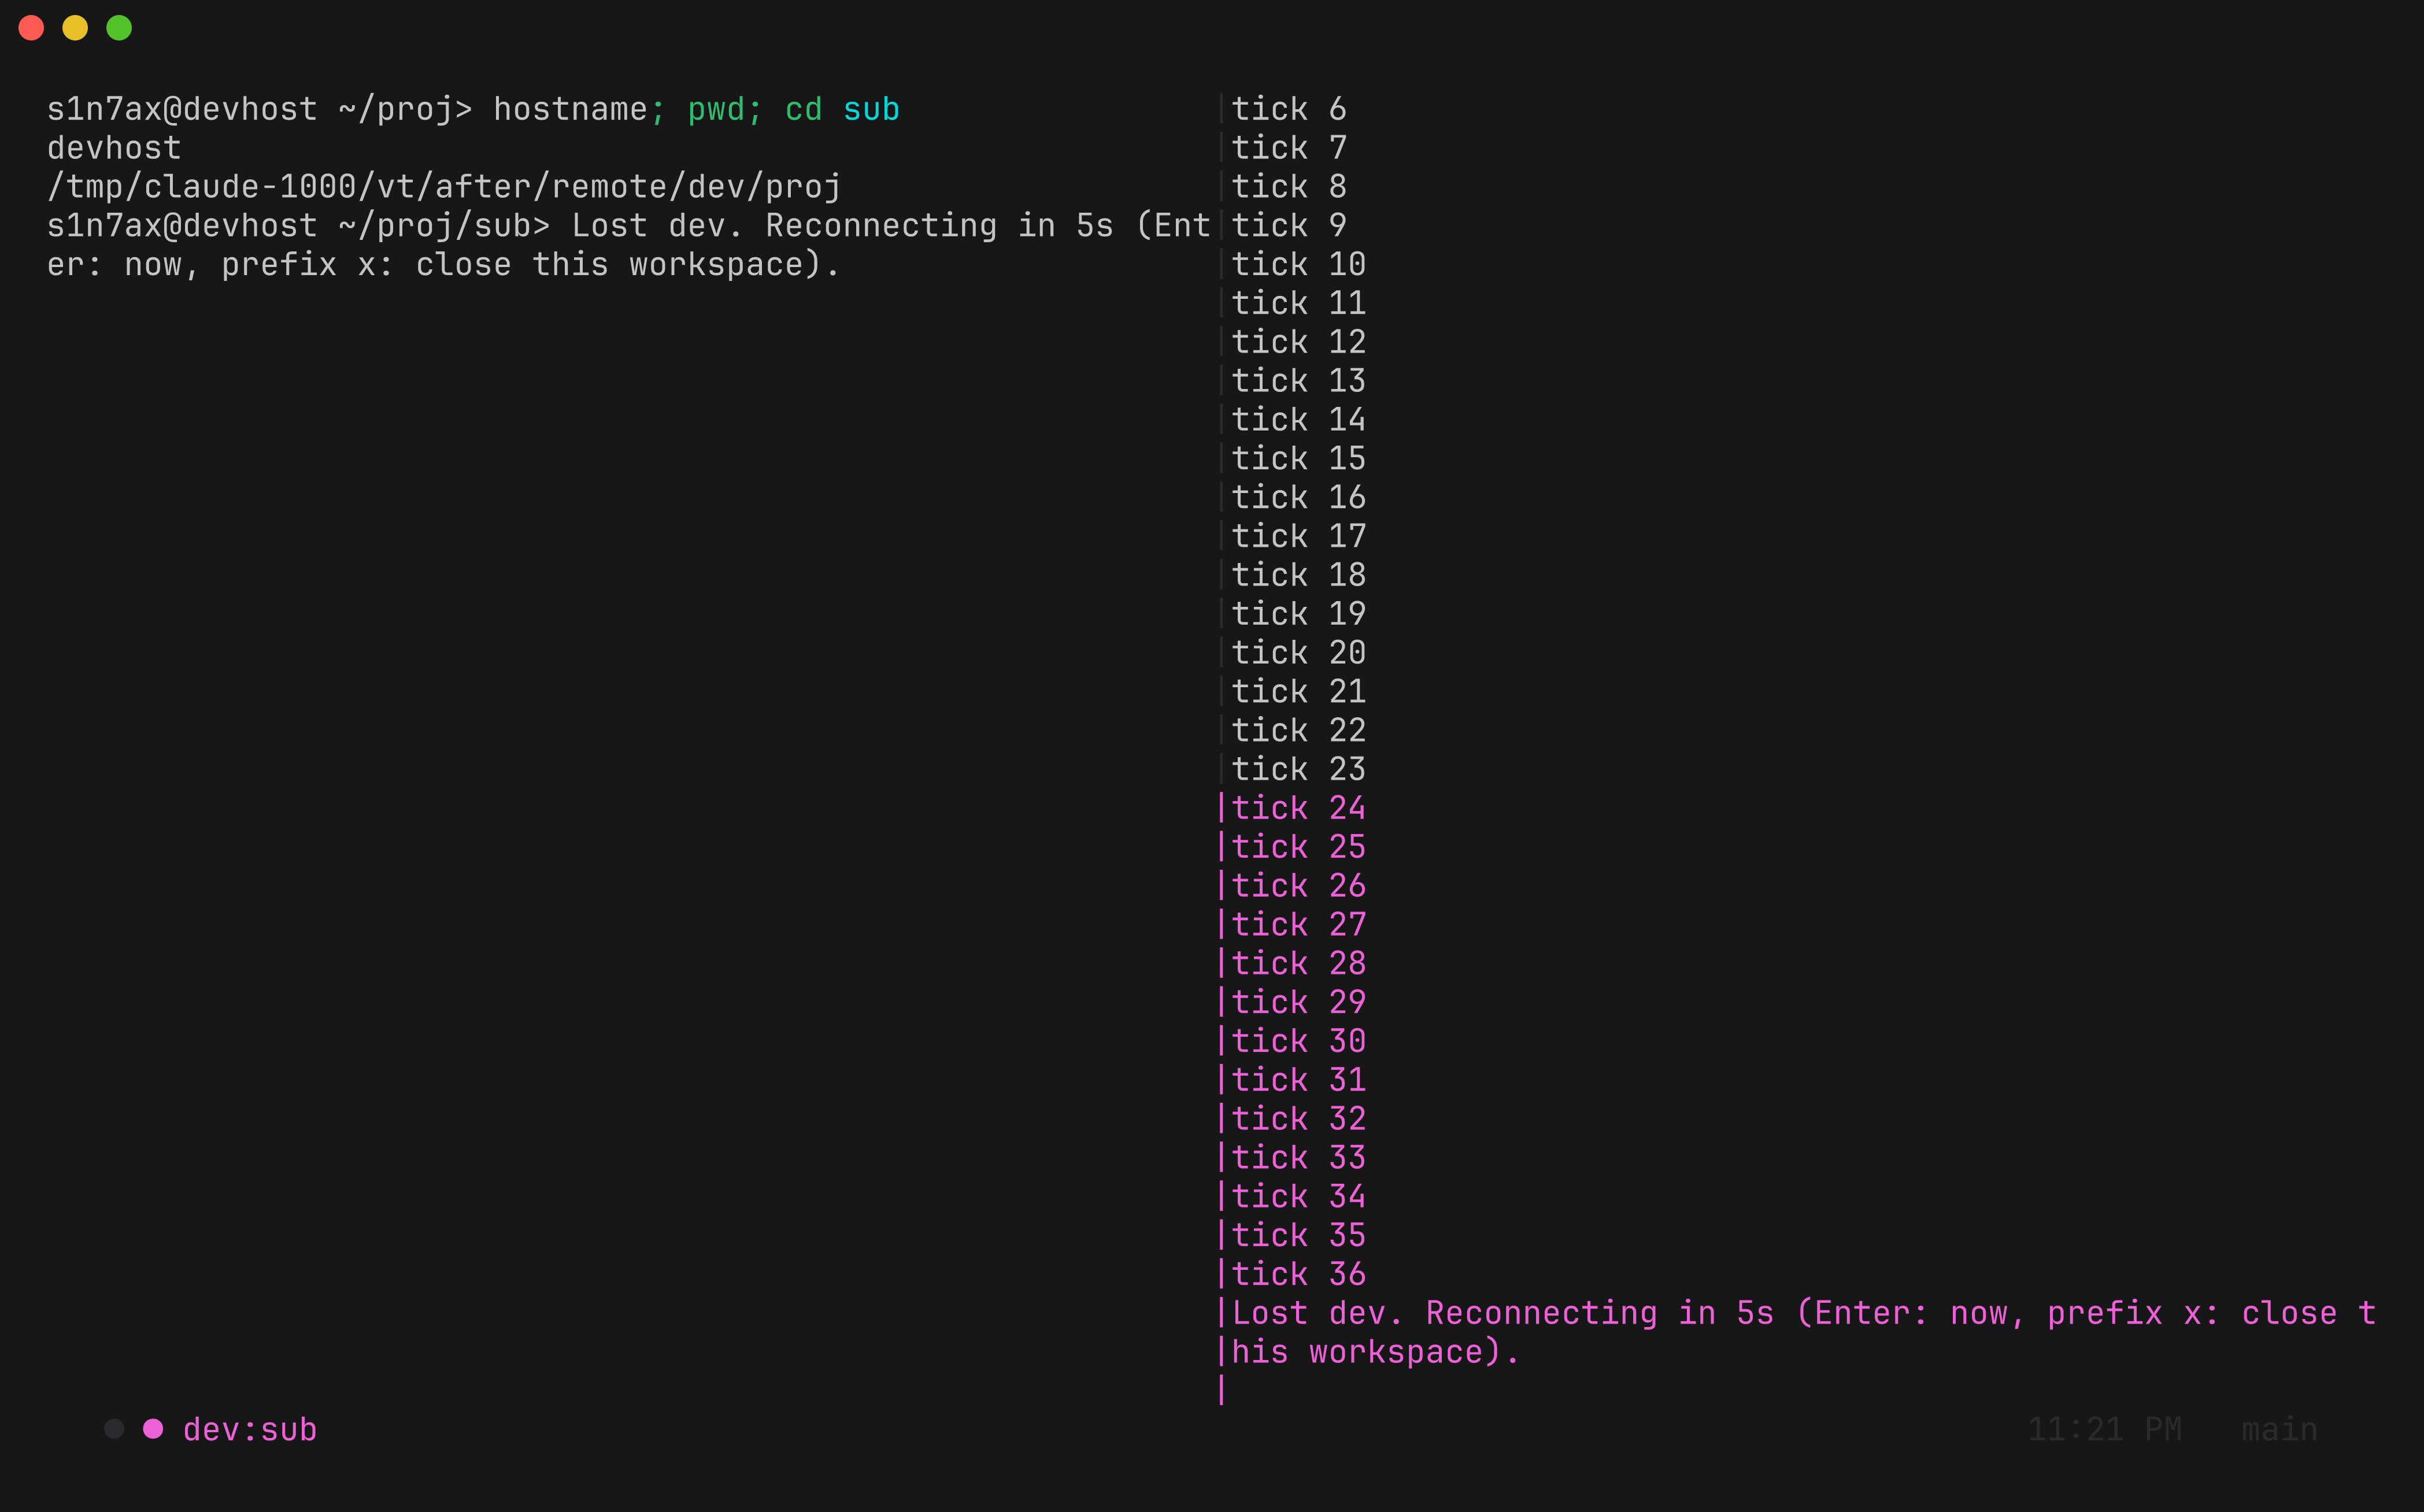 s1n7ax@devhost ~/proj> hostname; pwd; cd sub
devhost
/tmp/claude-1000/vt/after/remote/dev/proj
s1n7ax@devhost ~/proj/sub> Lost dev. Reconnecting in 5s (Ent
er: now, prefix x: close this workspace).
tick 6
tick 7
tick 8
tick 9
tick 10
tick 11
tick 12
tick 13
tick 14
tick 15
tick 16
tick 17
tick 18
tick 19
tick 20
tick 21
tick 22
tick 23
tick 24
tick 25
tick 26
tick 27
tick 28
tick 29
tick 30
tick 31
tick 32
tick 33
tick 34
tick 35
tick 36
Lost dev. Reconnecting in 5s (Enter: now, prefix x: close t
his workspace).
dev:sub
11:21 PM main